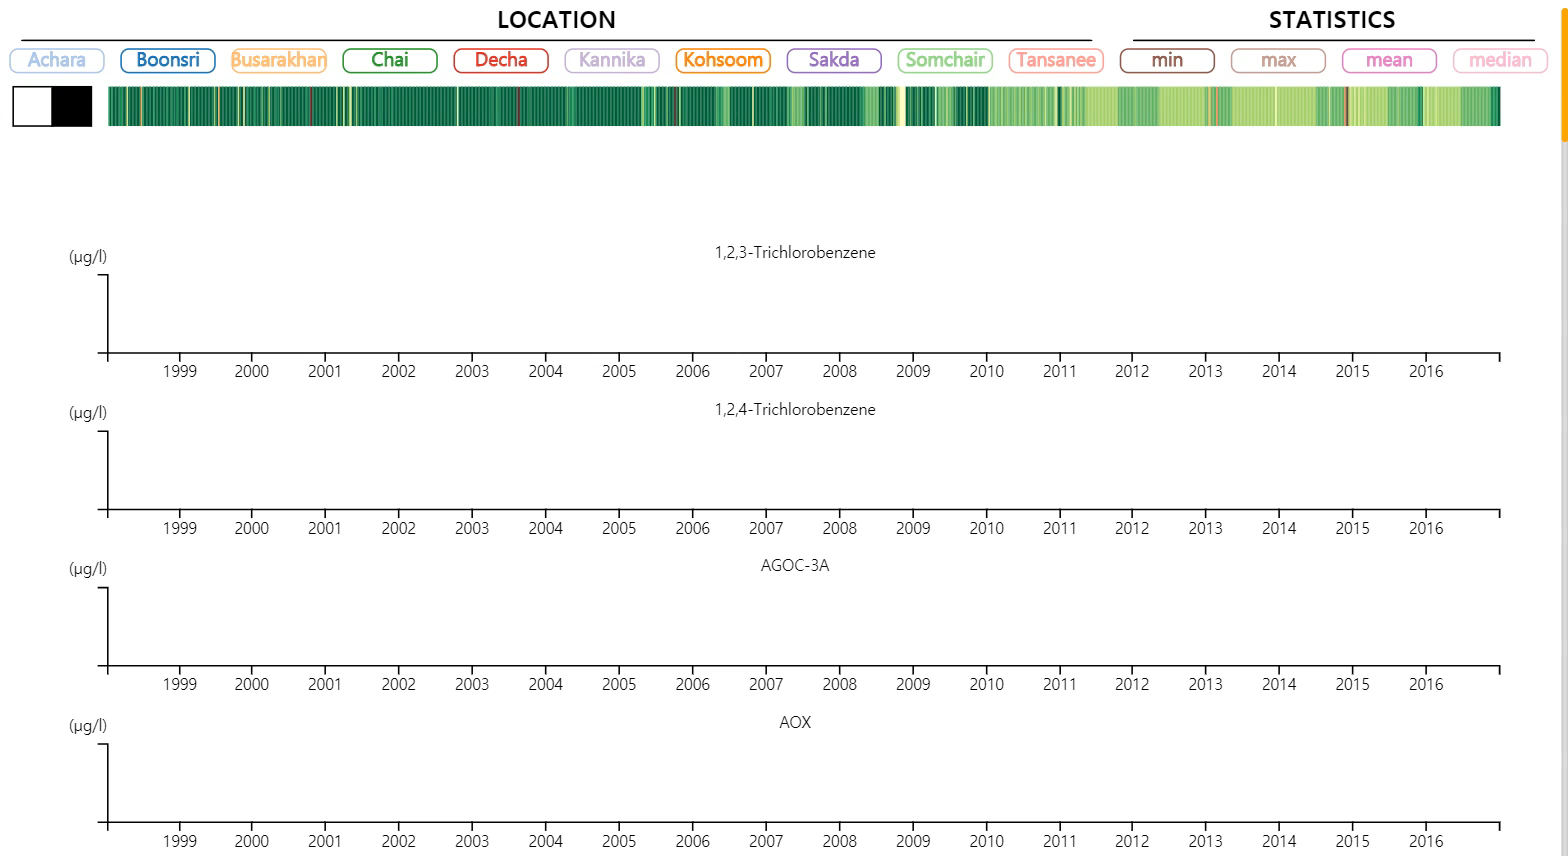 LOCATION STATISTICS
Achara Boonsri Busarakhan Chai Decha Kannika Kohsoom Sakda Somchair Tansanee min max mean median
1,2,3-Trichlorobenzene
(µg/l)
1999 2000 2001 2002 2003 2004 2005 2006 2007 2008 2009 2010 2011 2012 2013 2014 2015 2016
1,2,4-Trichlorobenzene
(µg/l)
1999 2000 2001 2002 2003 2004 2005 2006 2007 2008 2009 2010 2011 2012 2013 2014 2015 2016
AGOC-3A
(µg/l)
1999 2000 2001 2002 2003 2004 2005 2006 2007 2008 2009 2010 2011 2012 2013 2014 2015 2016
AOX
(µg/l)
1999 2000 2001 2002 2003 2004 2005 2006 2007 2008 2009 2010 2011 2012 2013 2014 2015 2016